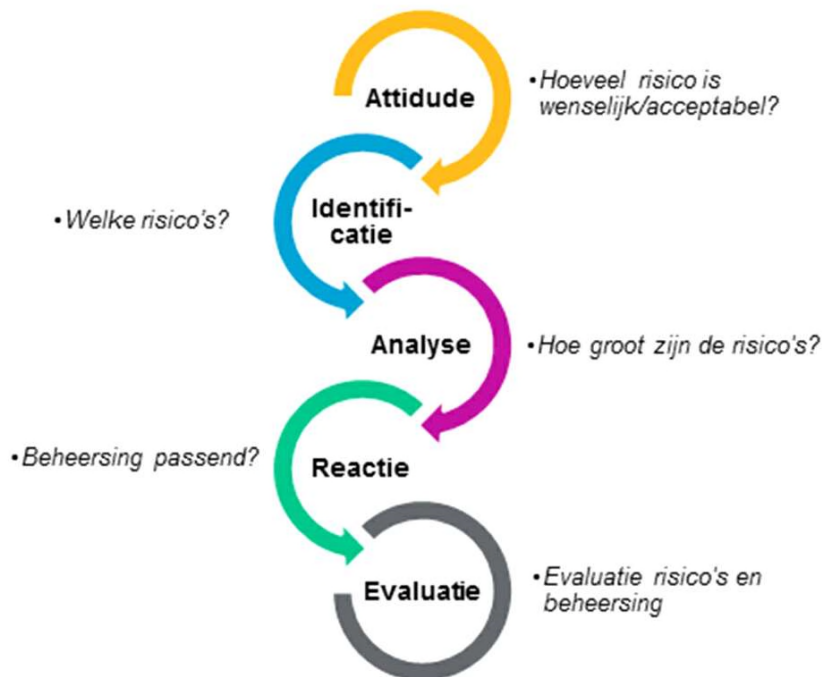 Attidude
•Hoeveel risico is
wenselijk/acceptabel?
•Welke risico's?
Identifi-
catie
Analyse
•Hoe groot zijn de risico's?
•Beheersing passend?
Reactie
Evaluatie
•Evaluatie risico's en
beheersing